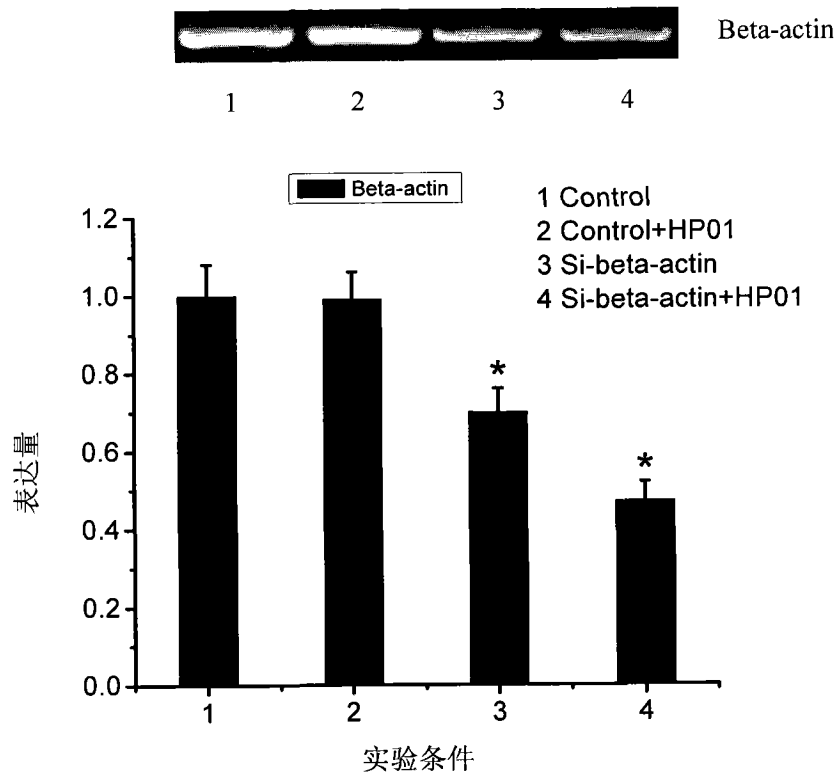 Beta-actin
1 2 3 4
Beta-actin
1 Control
2 Control+HP01
3 Si-beta-actin
4 Si-beta-actin+HP01
1.2
1.0
0.8
0.6
0.4
0.2
0.0
*
*
表达量
1 2 3 4
实验条件